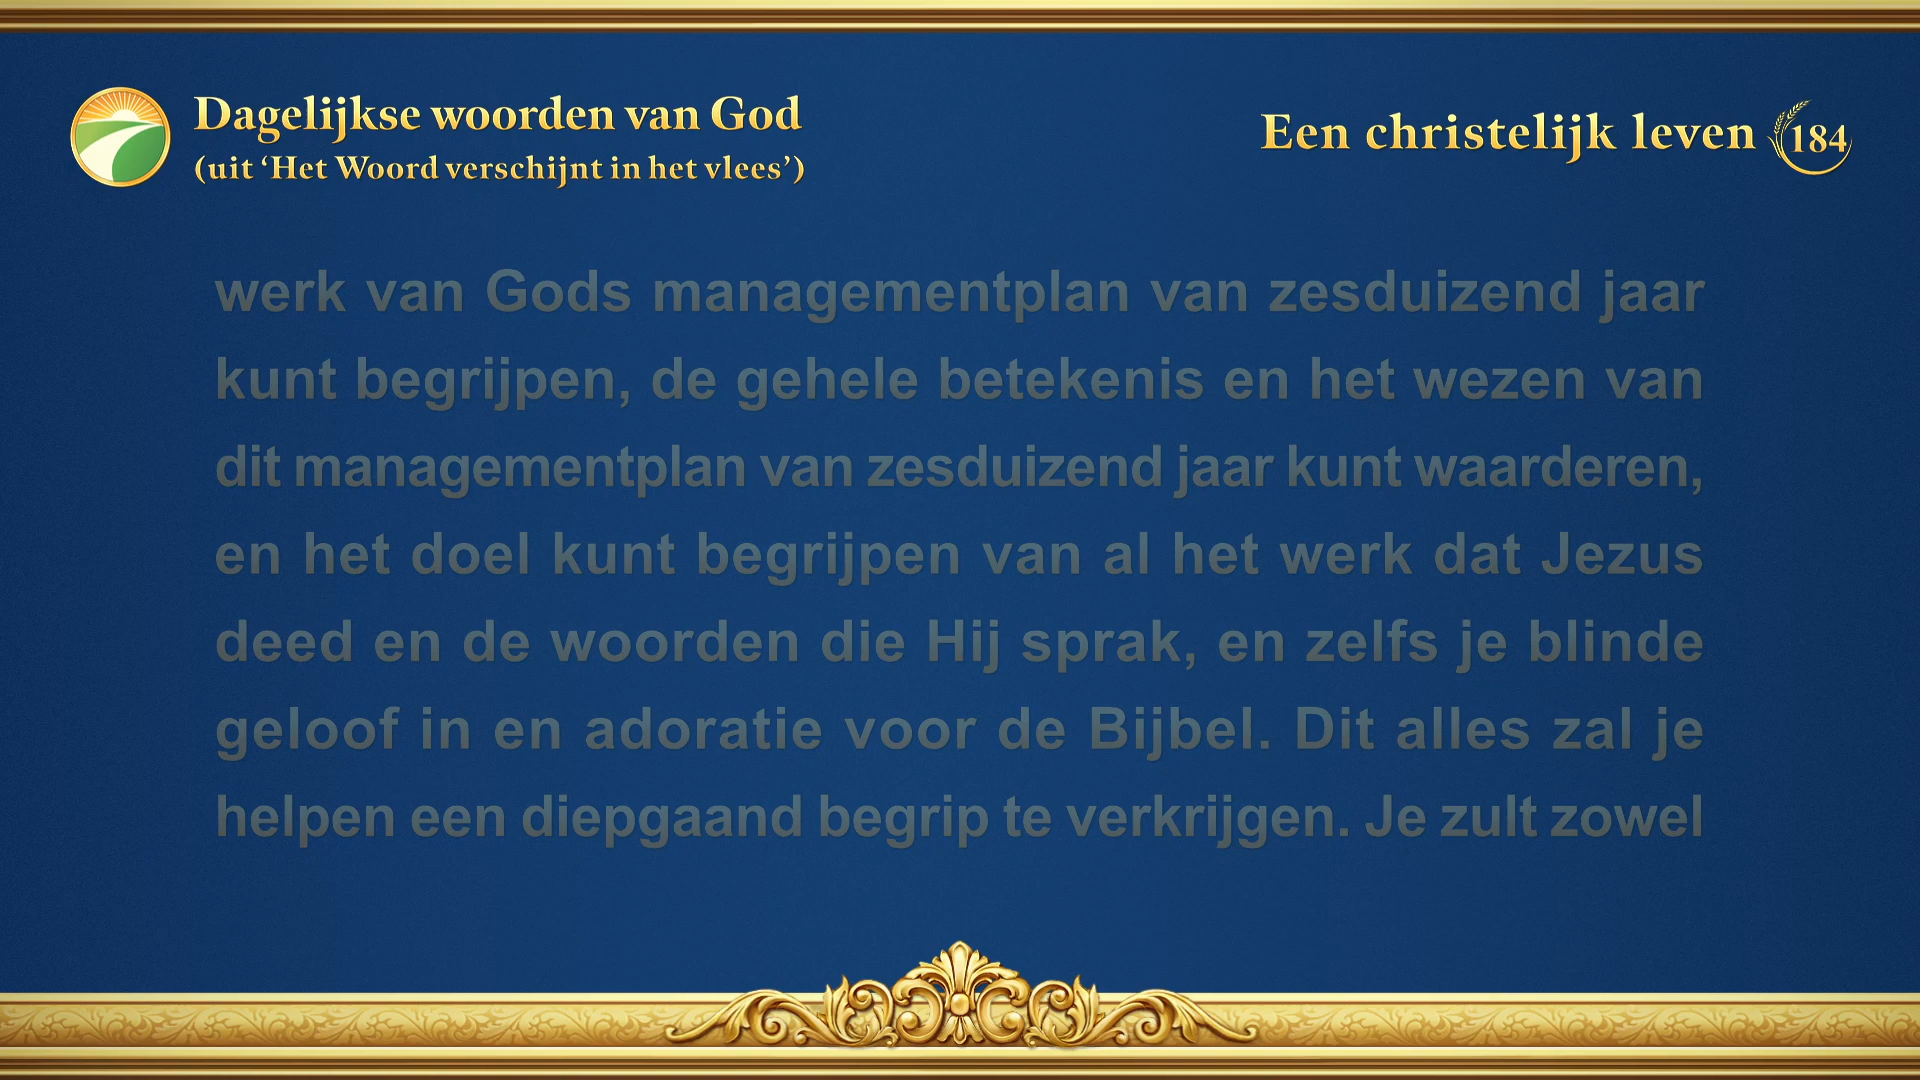 Dagelijkse woorden van God
(uit ‘Het Woord verschijnt in het vlees’)
Een christelijk leven 184
werk van Gods managementplan van zesduizend jaar
kunt begrijpen, de gehele betekenis en het wezen van
dit managementplan van zesduizend jaar kunt waarderen,
en het doel kunt begrijpen van al het werk dat Jezus
deed en de woorden die Hij sprak, en zelfs je blinde
geloof in en adoratie voor de Bijbel. Dit alles zal je
helpen een diepgaand begrip te verkrijgen. Je zult zowel